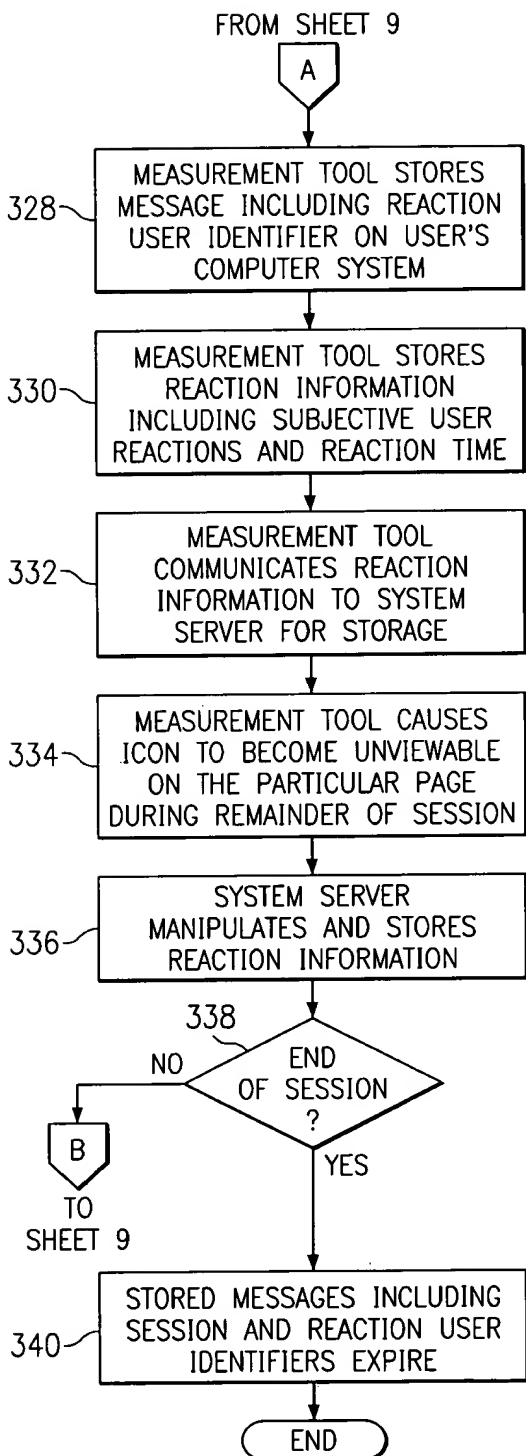 FROM SHEET 9
A
328
MEASUREMENT TOOL STORES
MESSAGE INCLUDING REACTION
USER IDENTIFIER ON USER'S
COMPUTER SYSTEM
330
MEASUREMENT TOOL STORES
REACTION INFORMATION
INCLUDING SUBJECTIVE USER
REACTIONS AND REACTION TIME
332
MEASUREMENT TOOL
COMMUNICATES REACTION
INFORMATION TO SYSTEM
SERVER FOR STORAGE
334
MEASUREMENT TOOL CAUSES
ICON TO BECOME UNVIEWABLE
ON THE PARTICULAR PAGE
DURING REMAINDER OF SESSION
336
SYSTEM SERVER
MANIPULATES AND STORES
REACTION INFORMATION
338
END
OF SESSION
?
NO
B
TO
SHEET 9
YES
340
STORED MESSAGES INCLUDING
SESSION AND REACTION USER
IDENTIFIERS EXPIRE
END